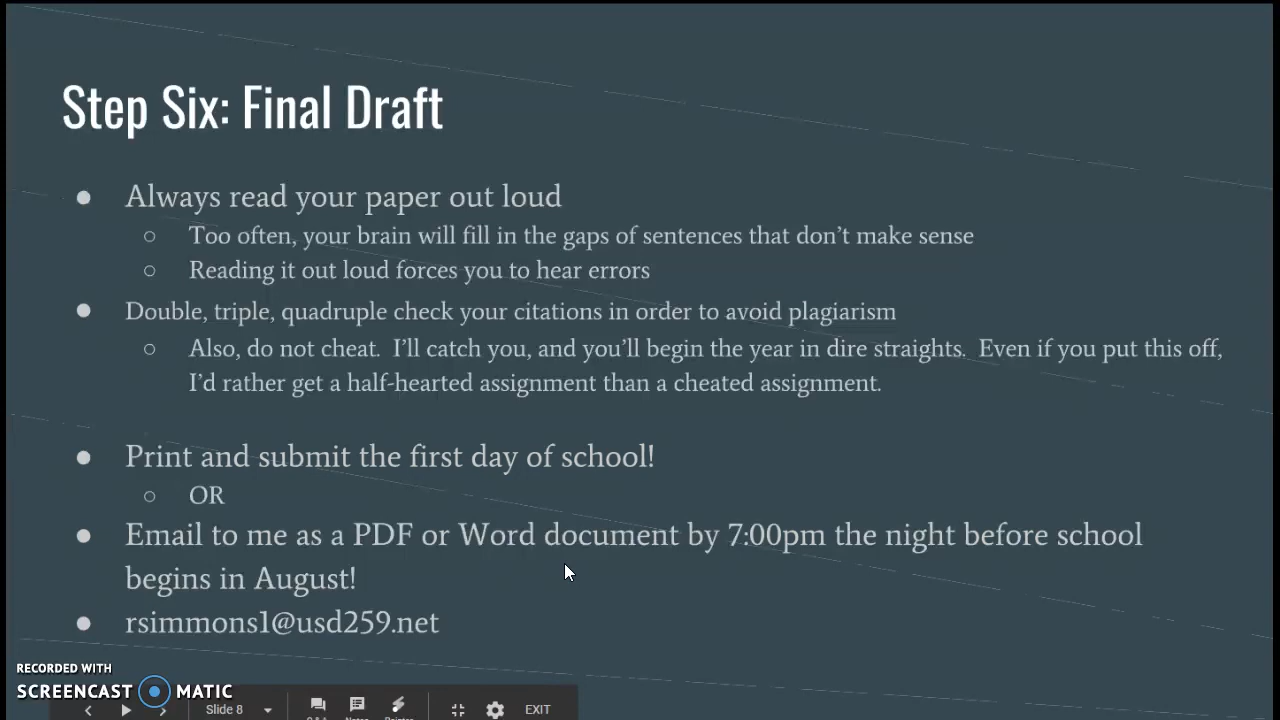 Step Six: Final Draft
● Always read your paper out loud
○ Too often, your brain will fill in the gaps of sentences that don't make sense
○ Reading it out loud forces you to hear errors
● Double, triple, quadruple check your citations in order to avoid plagiarism
○ Also, do not cheat. I'll catch you, and you'll begin the year in dire straights. Even if you put this off,
I'd rather get a half-hearted assignment than a cheated assignment.
● Print and submit the first day of school!
○ OR
● Email to me as a PDF or Word document by 7:00pm the night before school
begins in August!
● rsimmons1@usd259.net
RECORDED WITH
SCREENCAST MATIC
Slide 8
EXIT